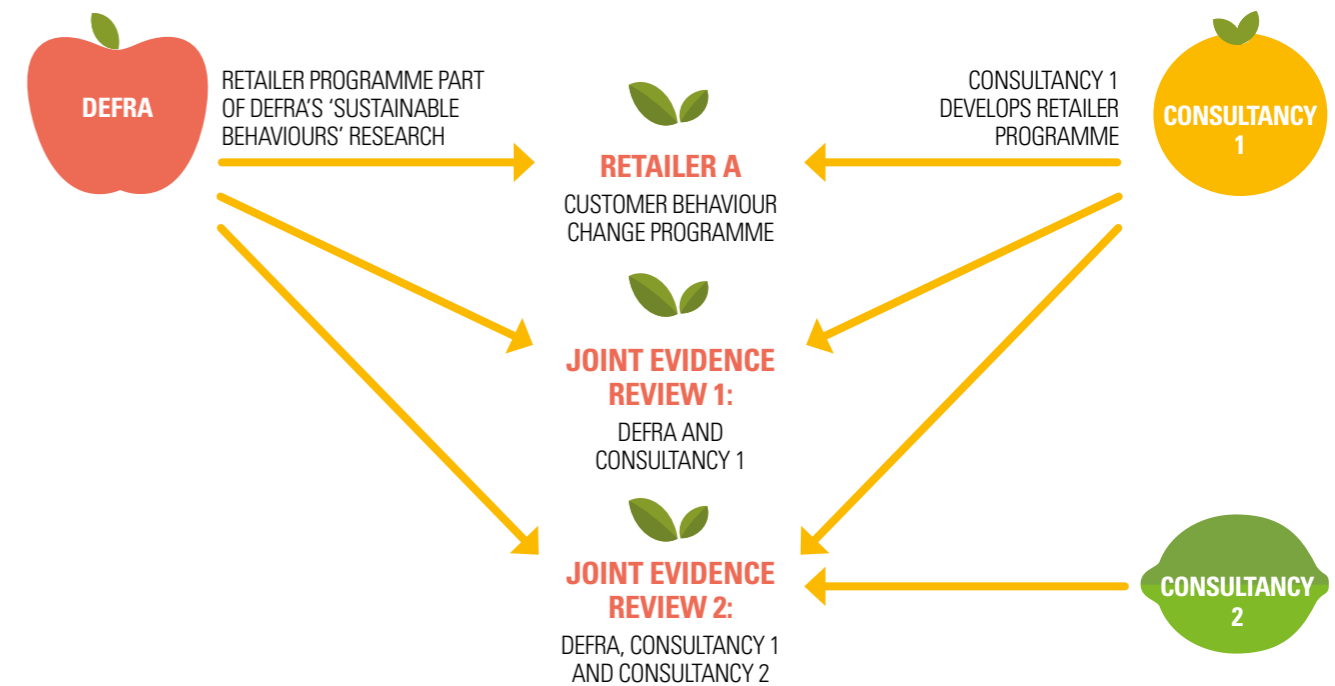 DEFRA
RETAILER PROGRAMME PART
OF DEFRA'S ‘SUSTAINABLE
BEHAVIOURS’ RESEARCH
CONSULTANCY 1
DEVELOPS RETAILER
PROGRAMME
CONSULTANCY
1
RETAILER A
CUSTOMER BEHAVIOUR
CHANGE PROGRAMME
JOINT EVIDENCE
REVIEW 1:
DEFRA AND
CONSULTANCY 1
JOINT EVIDENCE
REVIEW 2:
DEFRA, CONSULTANCY 1
AND CONSULTANCY 2
CONSULTANCY
2